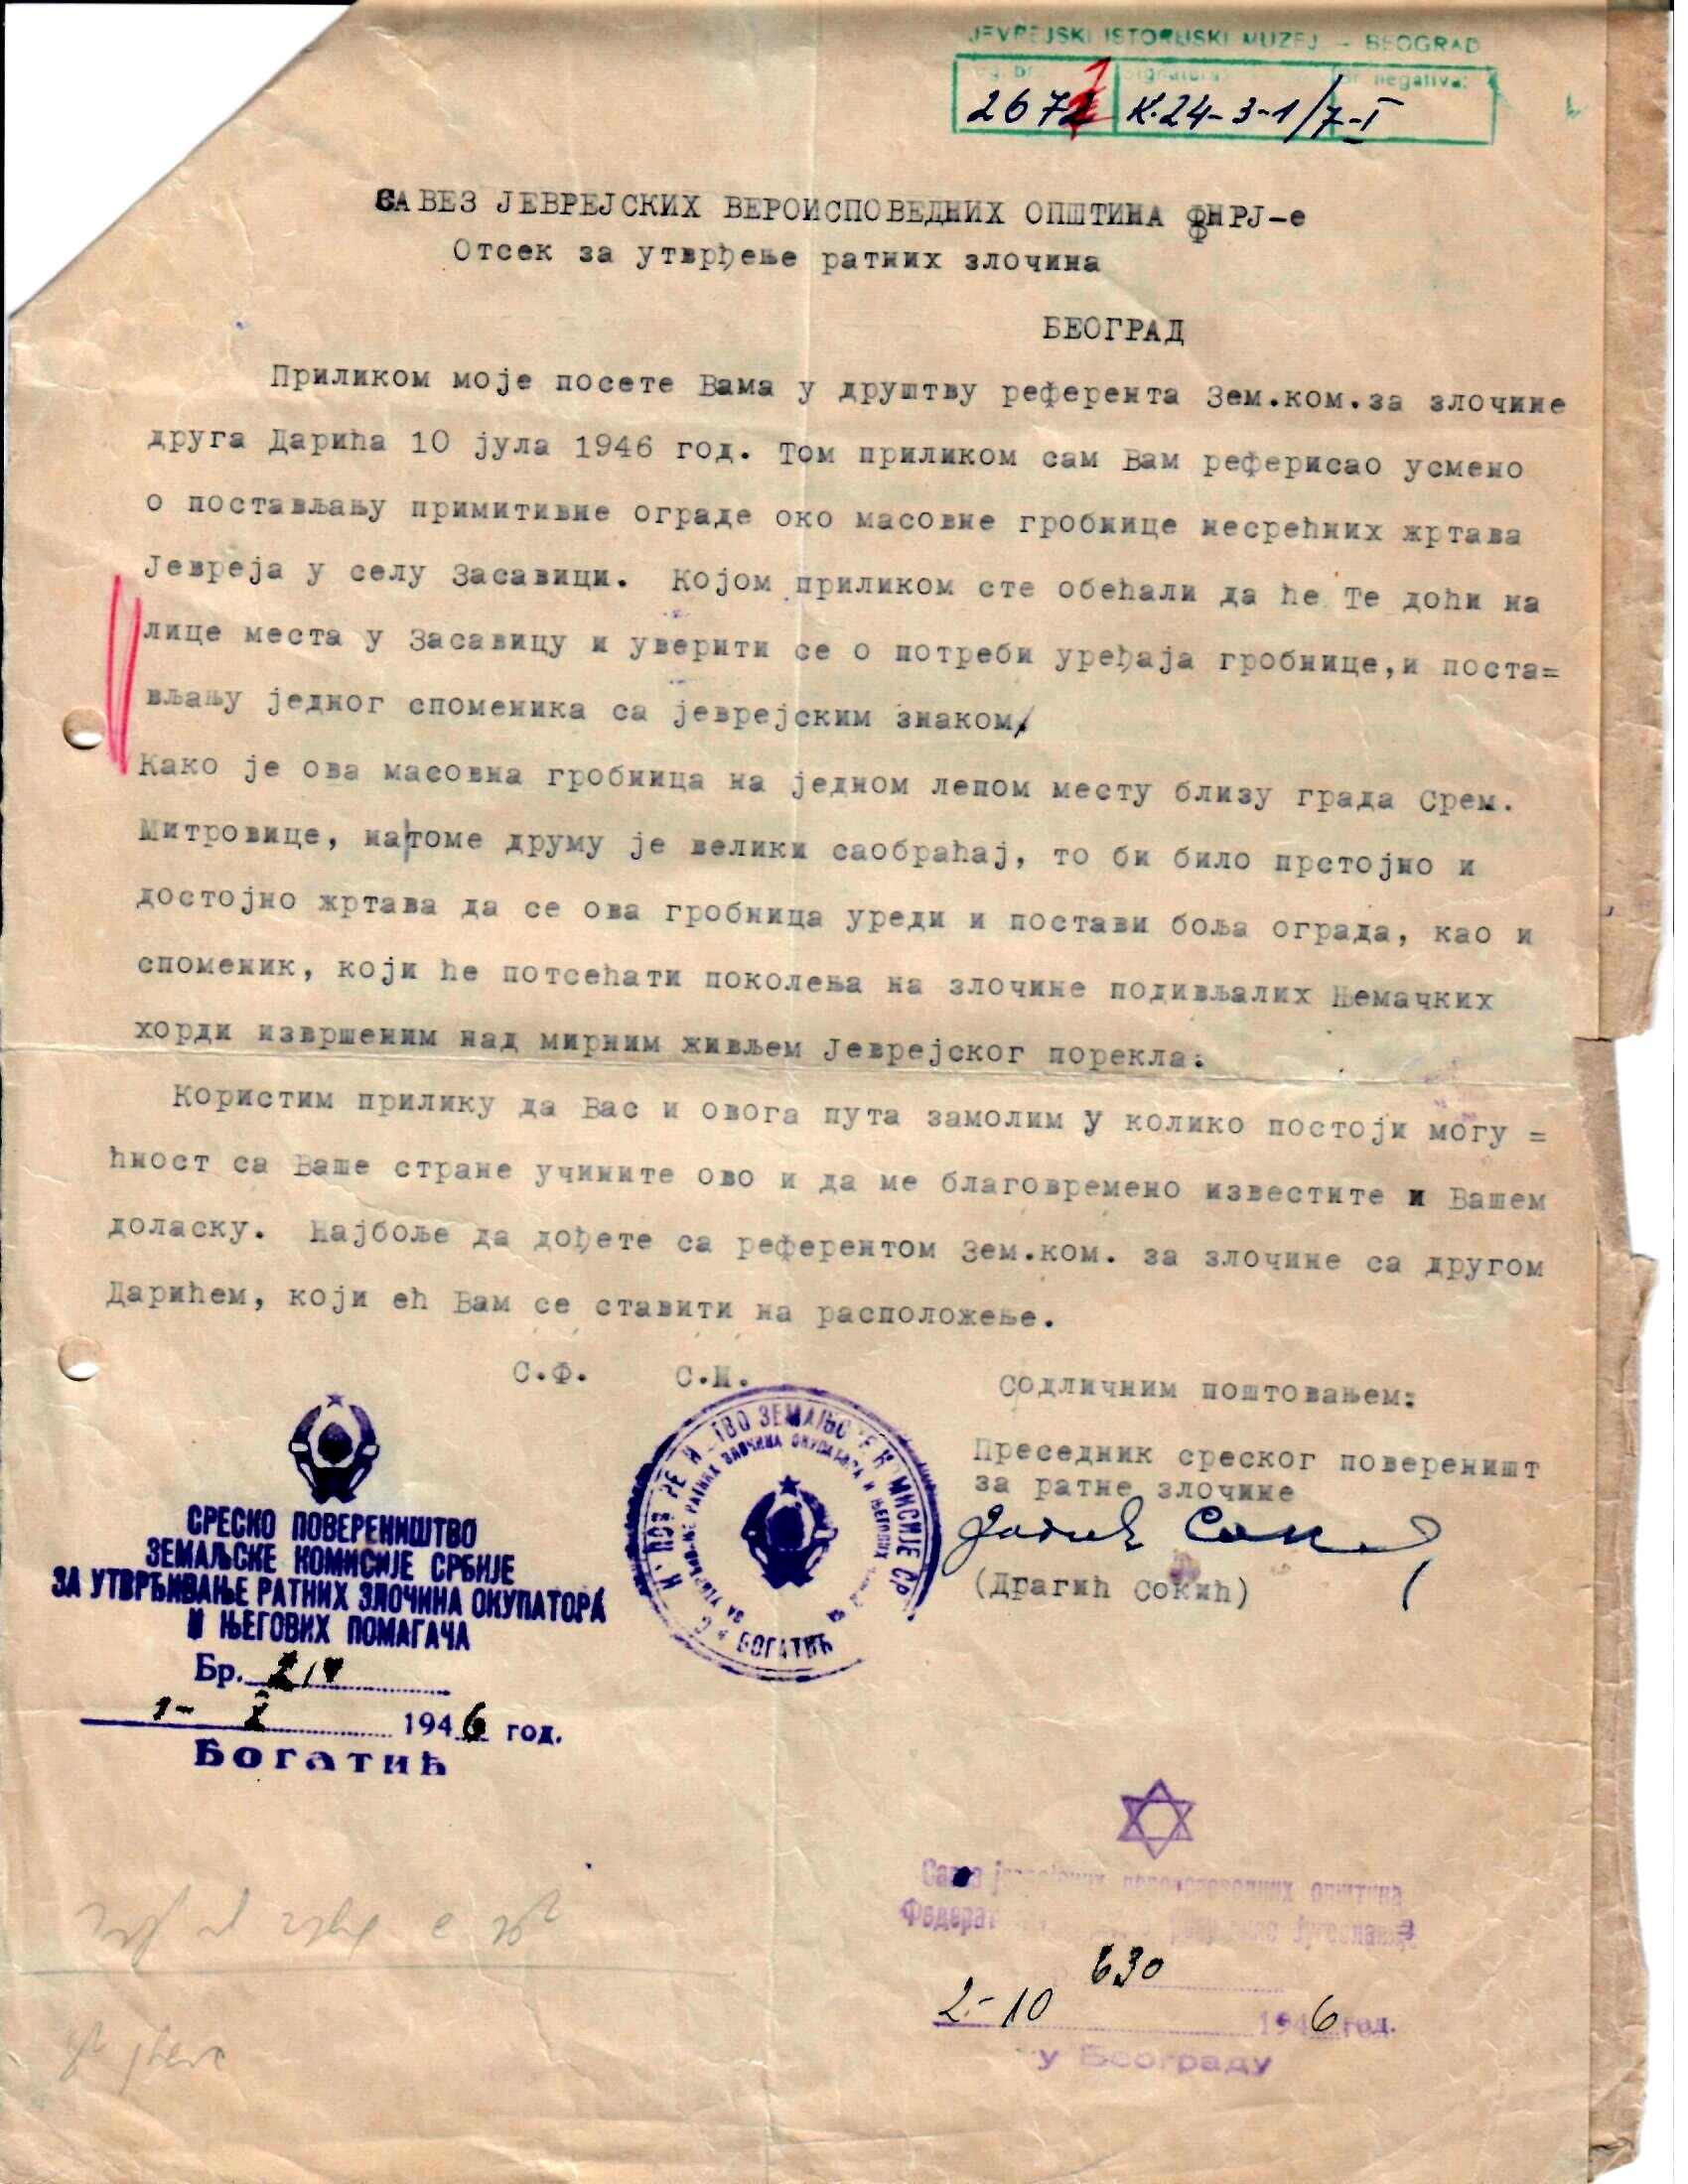 JEVREJSKI ISTORIJSKI MUZEJ - BEOGRAD
negativa:
2671 K.24-3-1/7-I
САВЕЗ ЈЕВРЕЈСКИХ ВЕРОИСПОВЕДНИХ ОПШТИНА ФНРЈ-е
Отсек за утврђење ратних злочина
БЕОГРАД
Приликом моје посете Вама у друштву референта Зем.ком.за злочине
друга Дарића 10 јула 1946 год. Том приликом сам Вам реферисао усмено
о постављању примитивне ограде око масовне гробнице несрећних жртава
Јевреја у селу Засавици. Којом приликом сте обећали да ће Те доћи на
лице места у Засавицу и уверити се о потреби уређаја гробнице,и поста=
вљању једног споменика са јеврејским знаком,
Како је ова масовна гробница на једном лепом месту близу града Срем.
Митровице, на томе друму је велики саобраћај, то би било прстојно и
достојно жртава да се ова гробница уреди и постави боља ограда, као и
споменик, који ће потсећати поколења на злочине подивљалих Њемачких
хорди извршеним над мирним живљем Јеврејског порекла.
Користим прилику да Вас и овога пута замолим у колико постоји могу =
ћност са Ваше стране учините ово и да ме благовремено известите и Вашем
доласку. Најбоље да дођете са референтом Зем.ком. за злочине са другом
Дарићем, који ећ Вам се ставити на расположење.
С.Ф. С.Н.
Содличним поштовањем:
Преседник среског повереништ
за ратне злочине
(Драгић Сокић)
СРЕСКО ПОВЕРЕНИШТВО
ЗЕМАЉСКЕ КОМИСИЈЕ СРБИЈЕ
ЗА УТВРЂИВАЊЕ РАТНИХ ЗЛОЧИНА ОКУПАТОРА
И ЊЕГОВИХ ПОМАГАЧА
Бр. 214
1- X 1946 год.
Богатић
БОГАТИЋ
општина
630
2.-10 1946 год.
у Београду